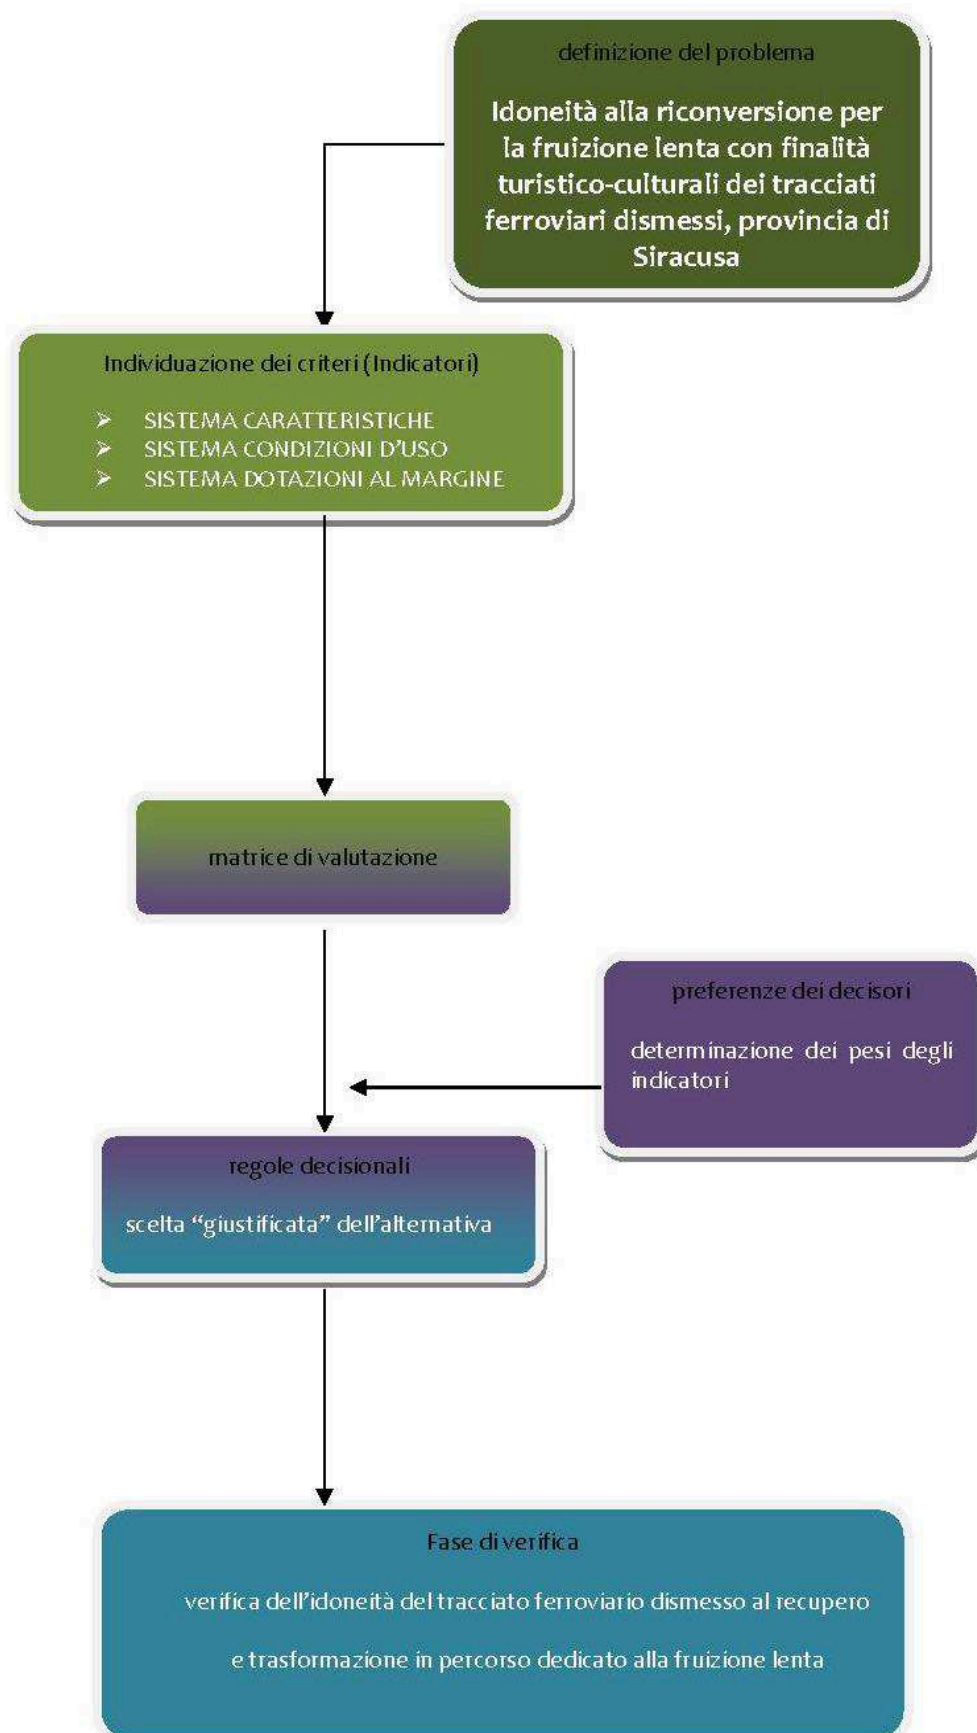 definizione del problema
Idoneità alla riconversione per
la fruizione lenta con finalità
turistico-culturali dei tracciati
ferroviari dismessi, provincia di
Siracusa
Individuazione dei criteri (Indicatori)
➢ SISTEMA CARATTERISTICHE
➢ SISTEMA CONDIZIONI D'USO
➢ SISTEMA DOTAZIONI AL MARGINE
matrice di valutazione
preferenze dei decisori
determinazione dei pesi degli
indicatori
regole decisionali
scelta “giustificata” dell’alternativa
Fase di verifica
verifica dell’idoneità del tracciato ferroviario dismesso al recupero
e trasformazione in percorso dedicato alla fruizione lenta